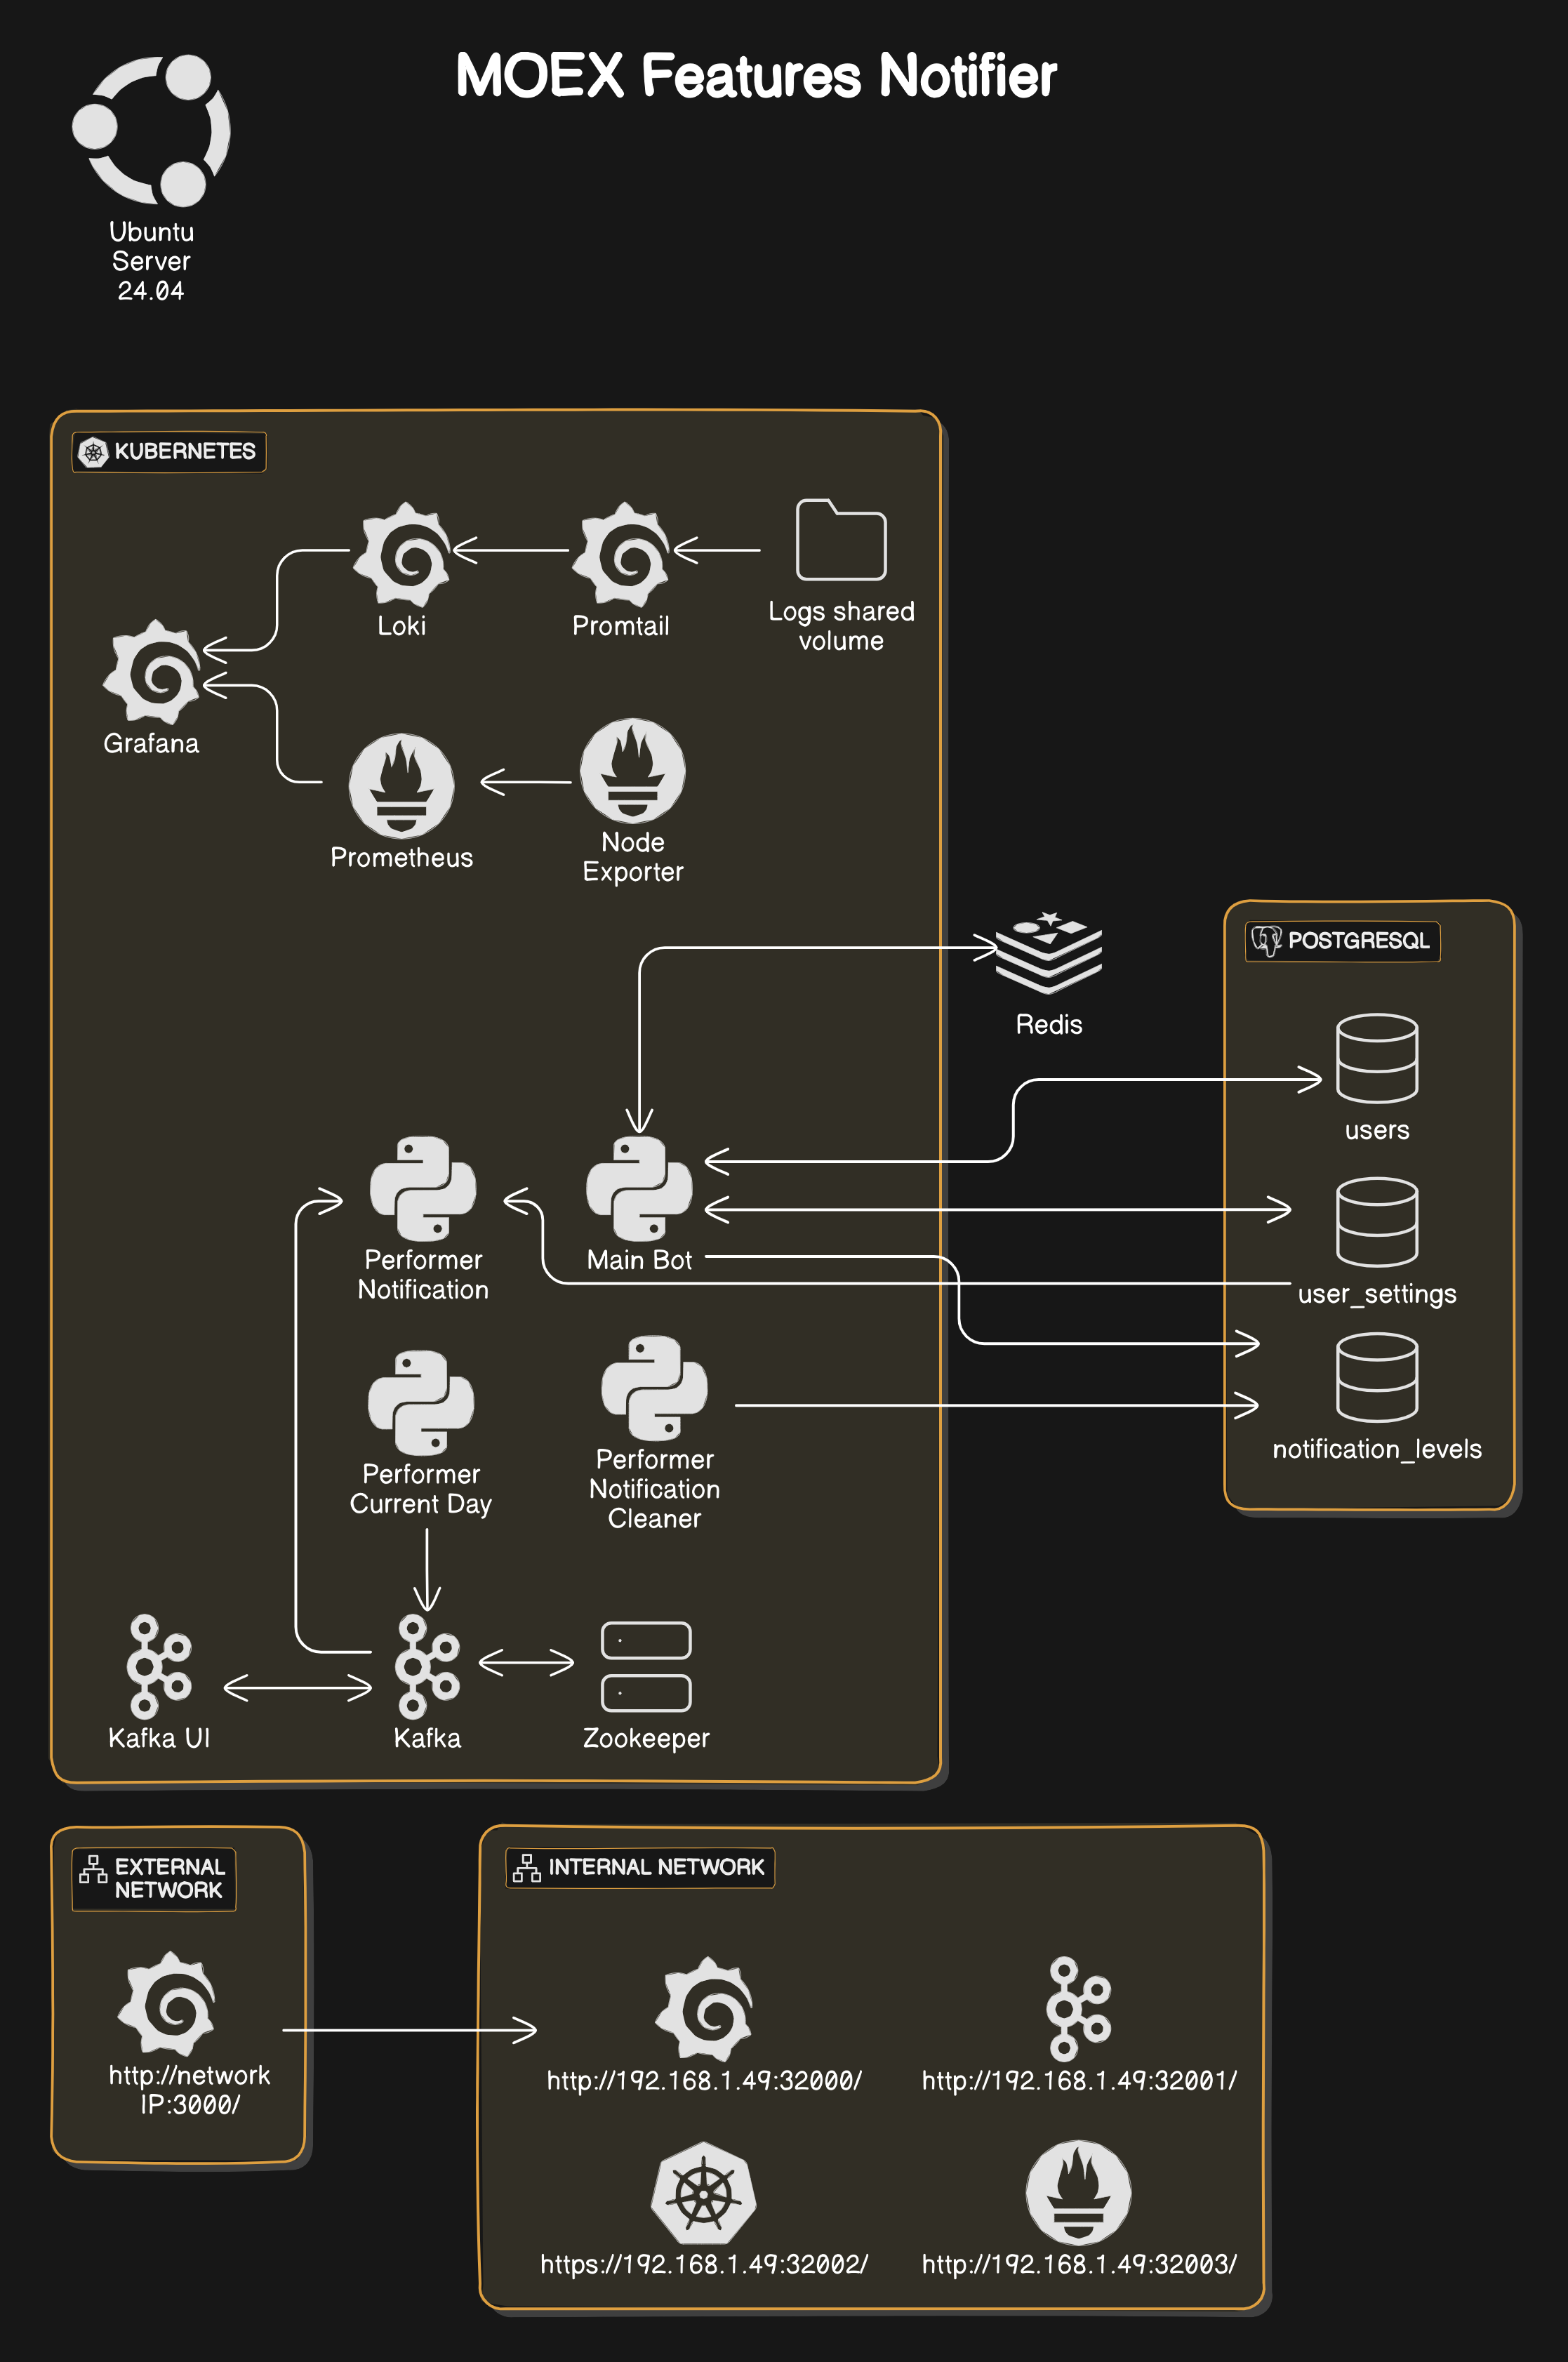 MOEX Features Notifier
Ubuntu
Server
24.04
KUBERNETES
Loki
Promtail
Logs shared
volume
Grafana
Prometheus
Node
Exporter
Redis
POSTGRESQL
users
user_settings
notification_levels
Performer
Notification
Main Bot
Performer
Current Day
Performer
Notification
Cleaner
Kafka UI
Kafka
Zookeeper
EXTERNAL
NETWORK
http://network
IP:3000/
INTERNAL NETWORK
http://192.168.1.49:32000/
http://192.168.1.49:32001/
https://192.168.1.49:32002/
http://192.168.1.49:32003/